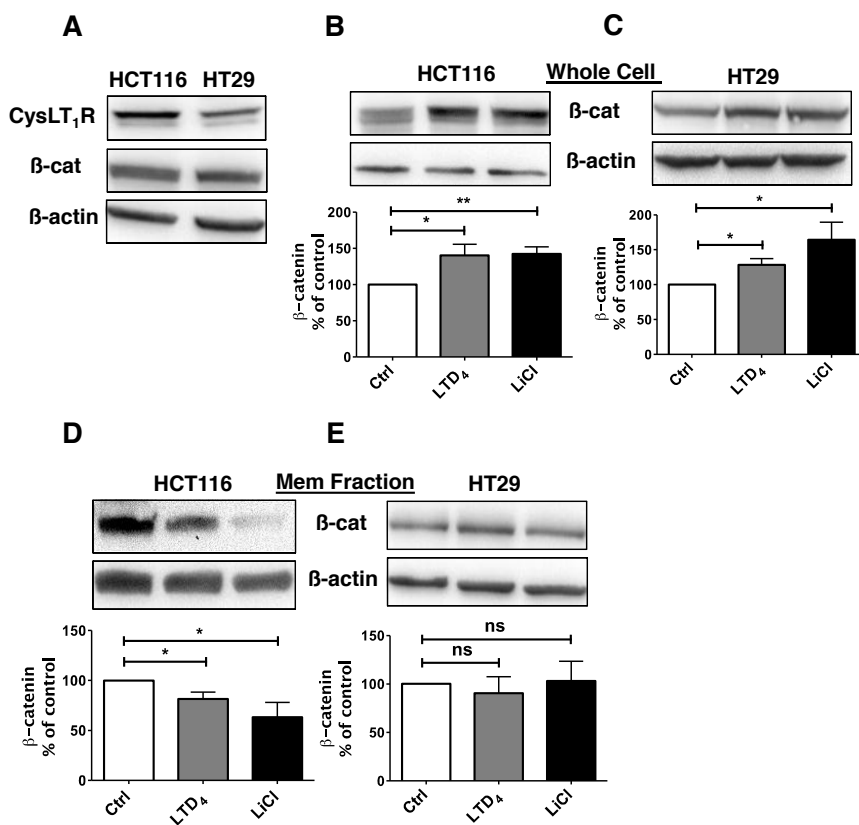 A
HCT116 HT29
CysLT1R
ß-cat
ß-actin
B
C
HCT116
Whole Cell
HT29
ß-cat
ß-actin
**
*
200
150
100
50
0
β-catenin
% of control
Ctrl
LTD4
LiCl
*
*
200
150
100
50
0
β-catenin
% of control
Ctrl
LTD4
LiCl
D
E
HCT116
Mem Fraction
HT29
ß-cat
ß-actin
*
*
150
100
50
0
β-catenin
% of control
Ctrl
LTD4
LiCl
ns
ns
150
100
50
0
β-catenin
% of control
Ctrl
LTD4
LiCl